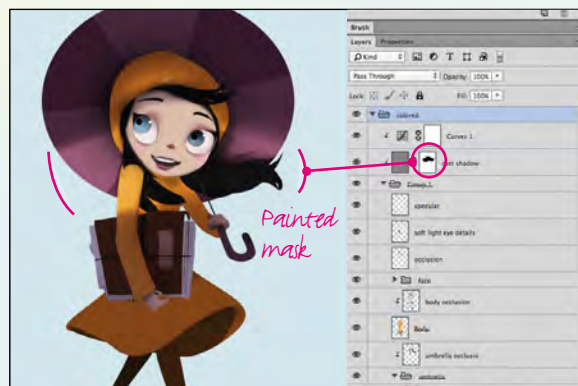 Brush
Layers Properties
Kind
Pass Through Opacity: 100%
Lock: Fill: 100%
colored
Curves 1
cast shadow
Group 1
specular
Painted
mask
soft light eye details
occlusion
face
body occlusion
Body
umbrella occlusio
umbrella